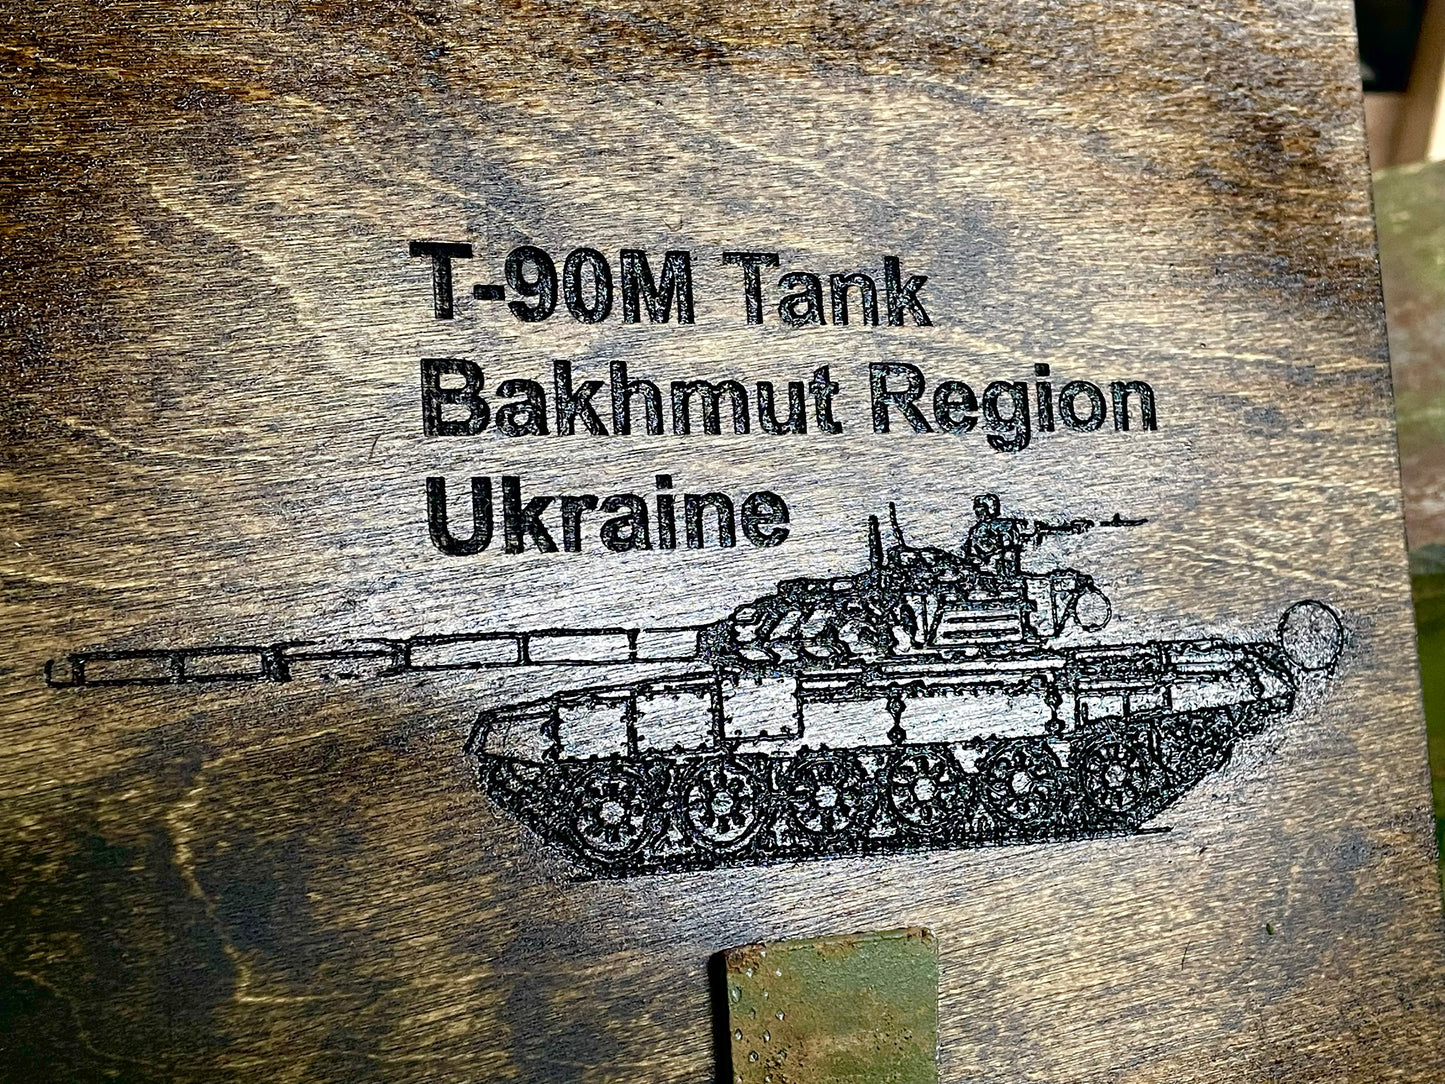 T-90M Tank
Bakhmut Region
Ukraine